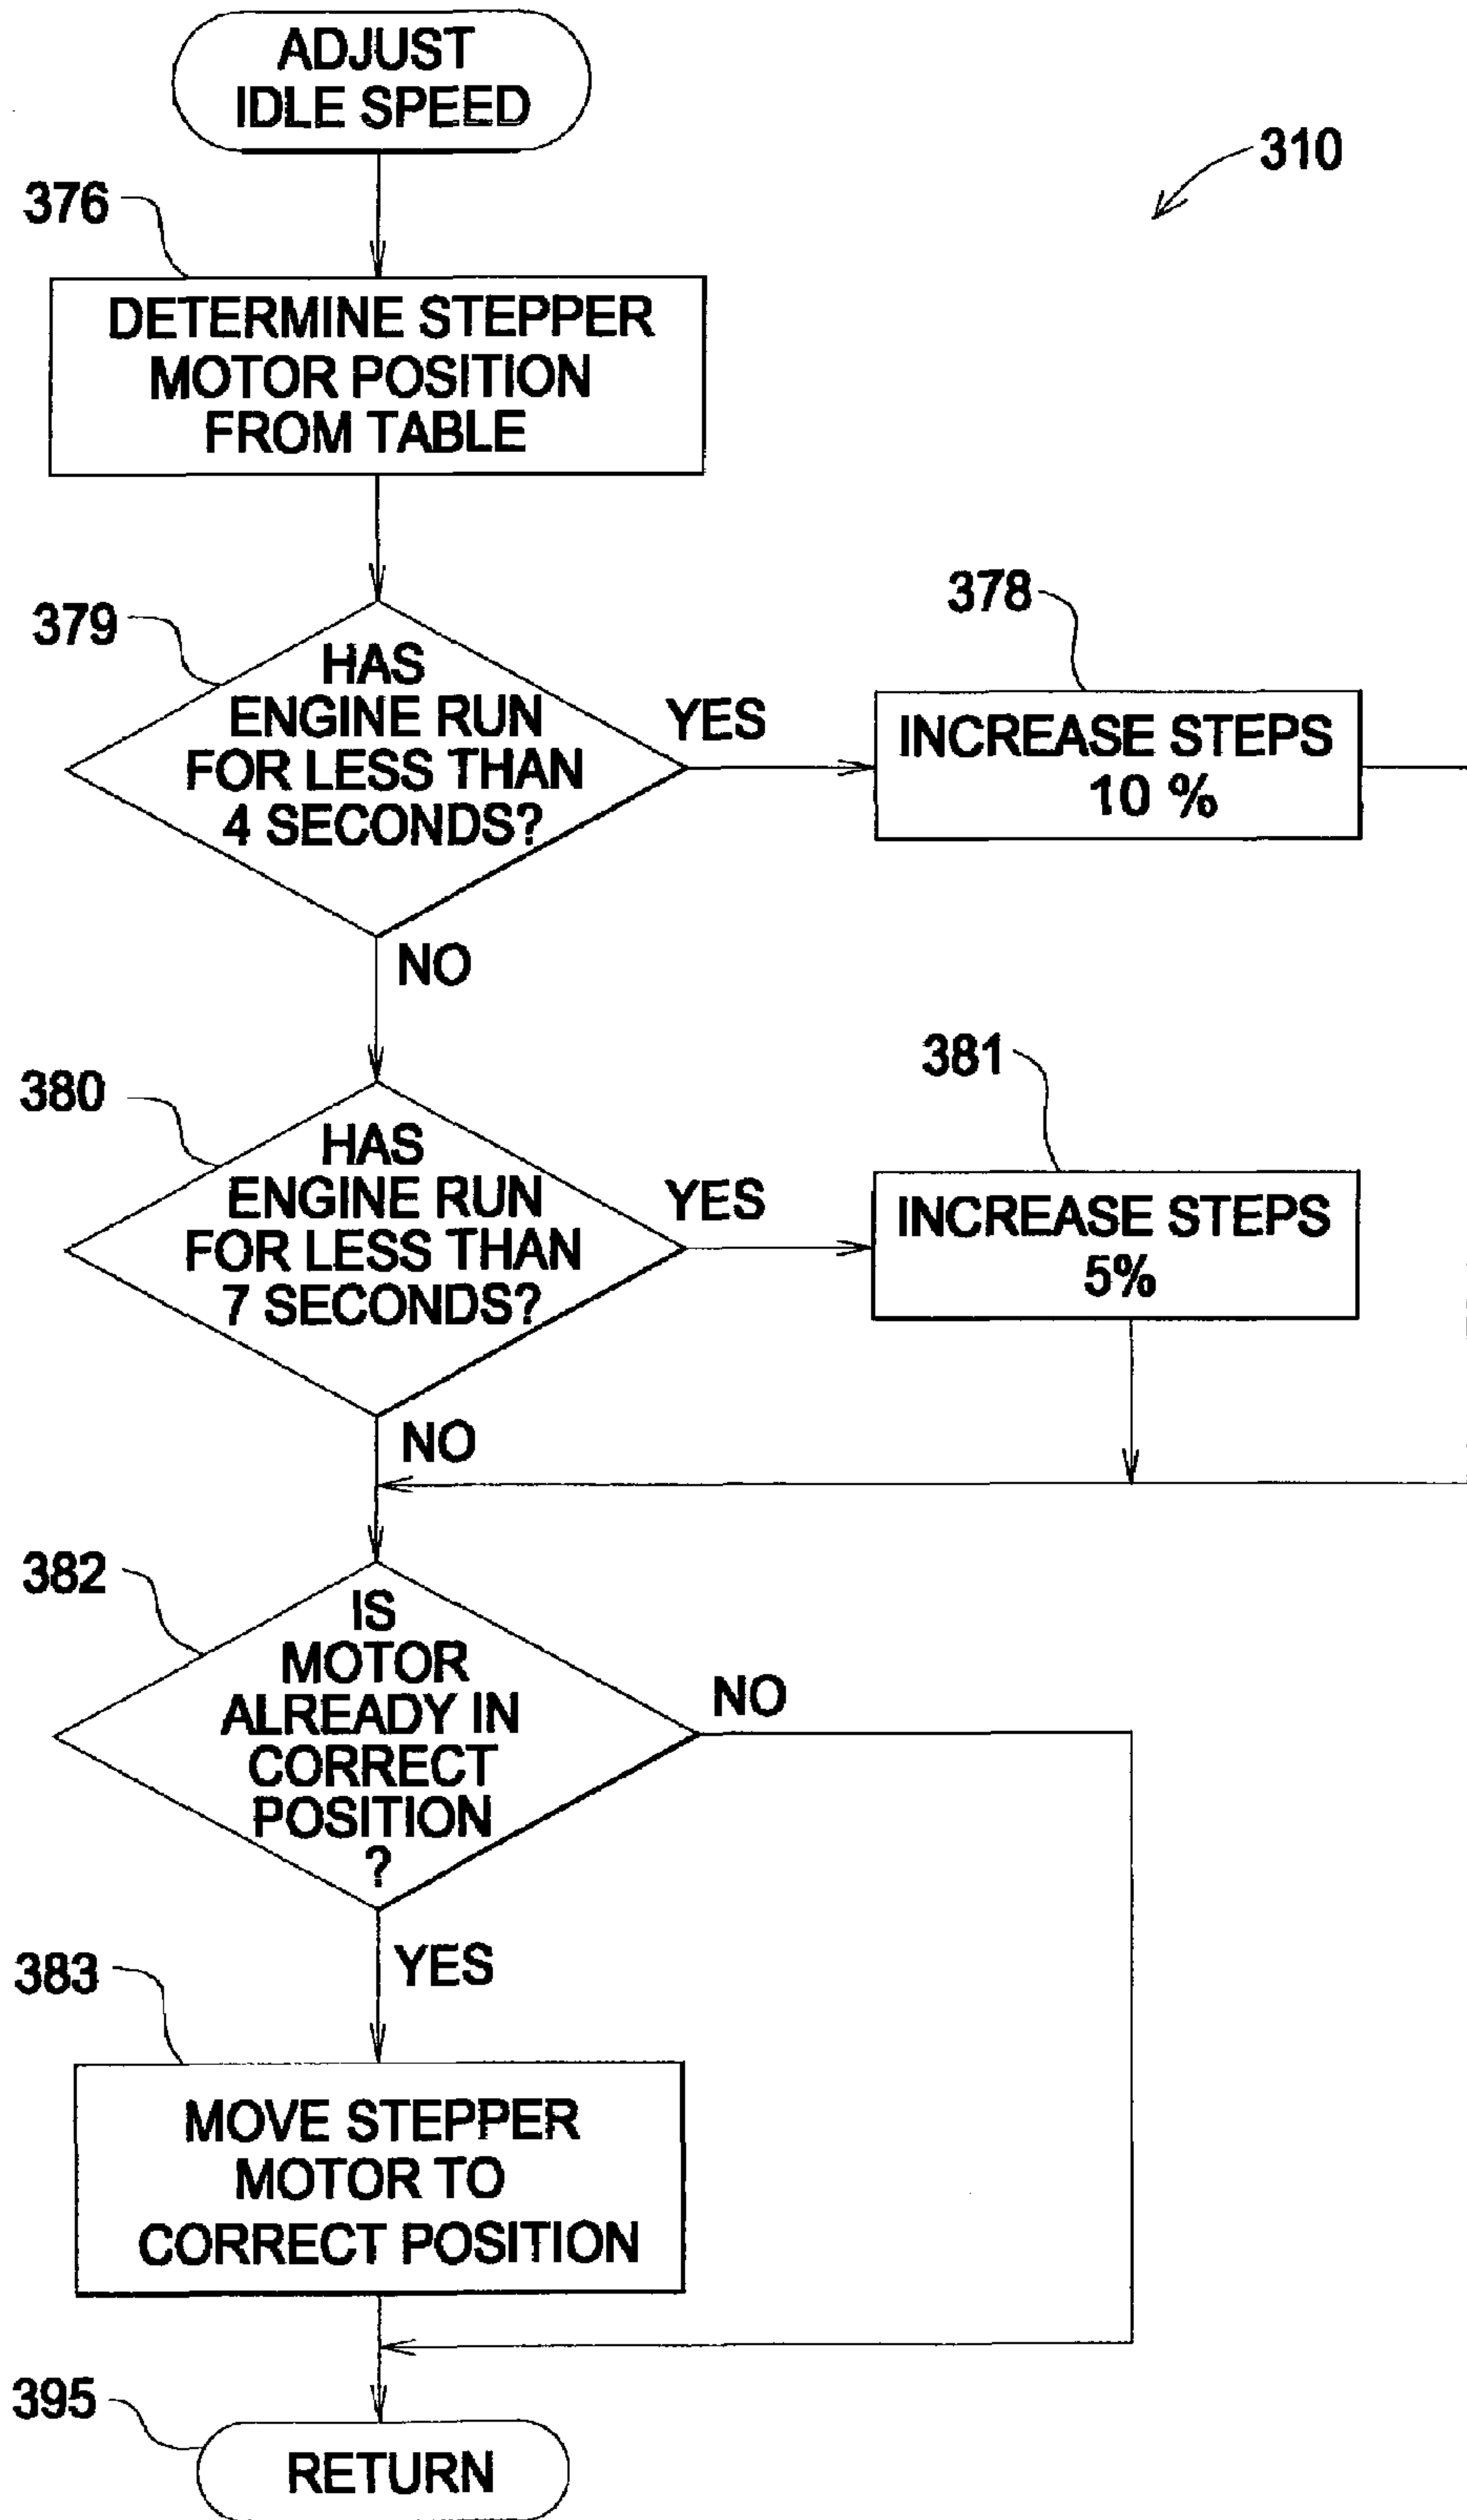 ADJUST
IDLE SPEED
310
376
DETERMINE STEPPER
MOTOR POSITION
FROM TABLE
379
HAS
ENGINE RUN
FOR LESS THAN
4 SECONDS?
YES
378
INCREASE STEPS
10 %
NO
380
HAS
ENGINE RUN
FOR LESS THAN
7 SECONDS?
YES
381
INCREASE STEPS
5%
NO
382
IS
MOTOR
ALREADY IN
CORRECT
POSITION
?
NO
YES
383
MOVE STEPPER
MOTOR TO
CORRECT POSITION
395
RETURN